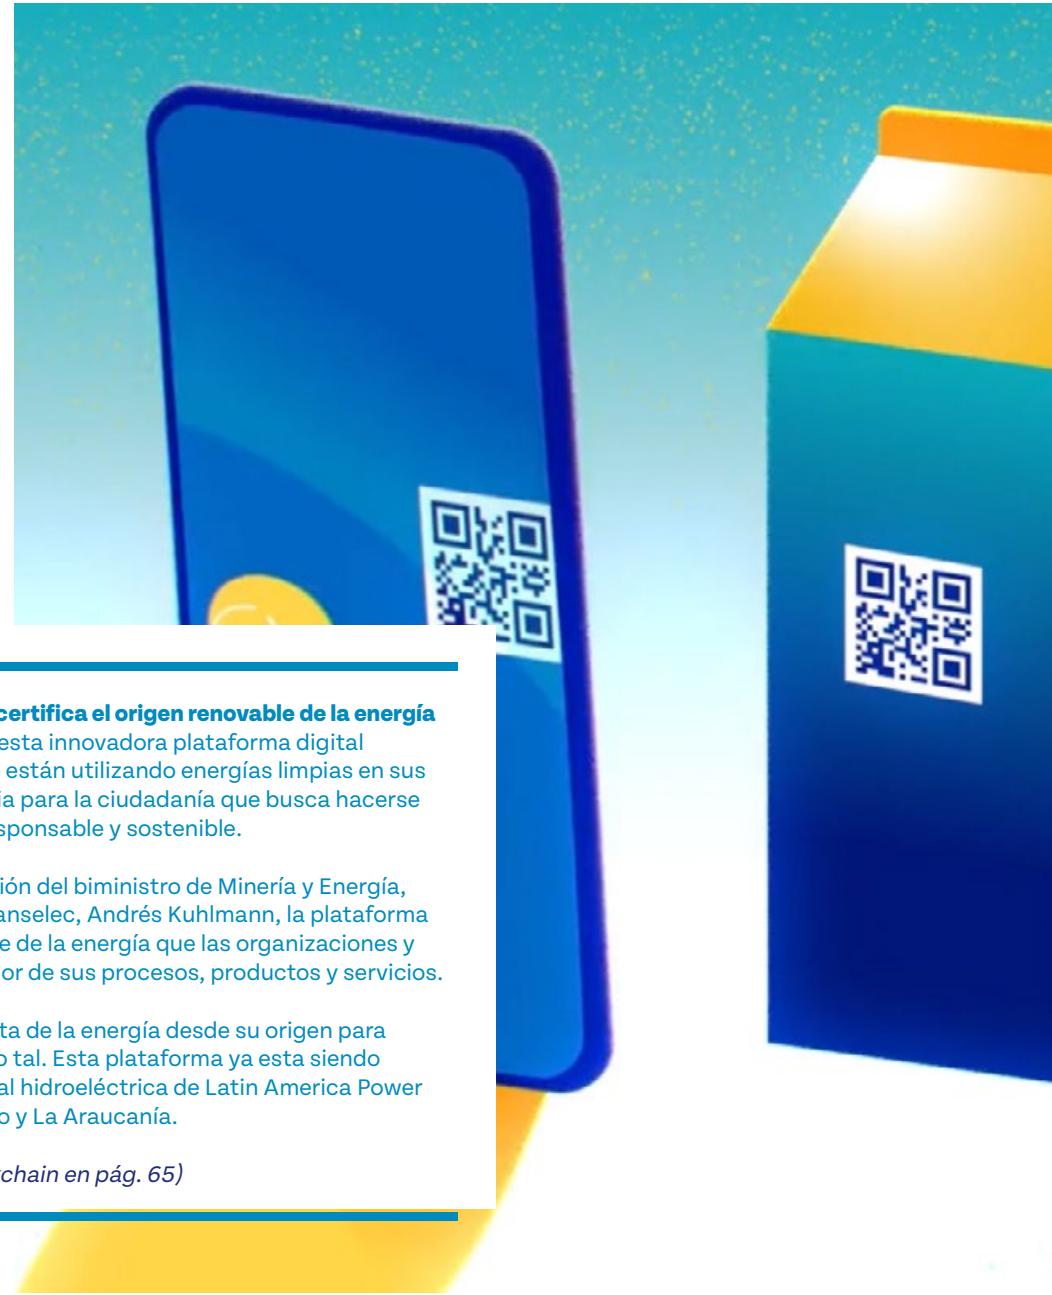 certifica el origen renovable de la energía
esta innovadora plataforma digital
están utilizando energías limpias en sus
ia para la ciudadanía que busca hacerse
sponsable y sostenible.
ión del biministro de Minería y Energía,
anselec, Andrés Kuhlmann, la plataforma
e de la energía que las organizaciones y
or de sus procesos, productos y servicios.
ta de la energía desde su origen para
o tal. Esta plataforma ya esta siendo
al hidroeléctrica de Latin America Power
o y La Araucanía.
chain en pág. 65)